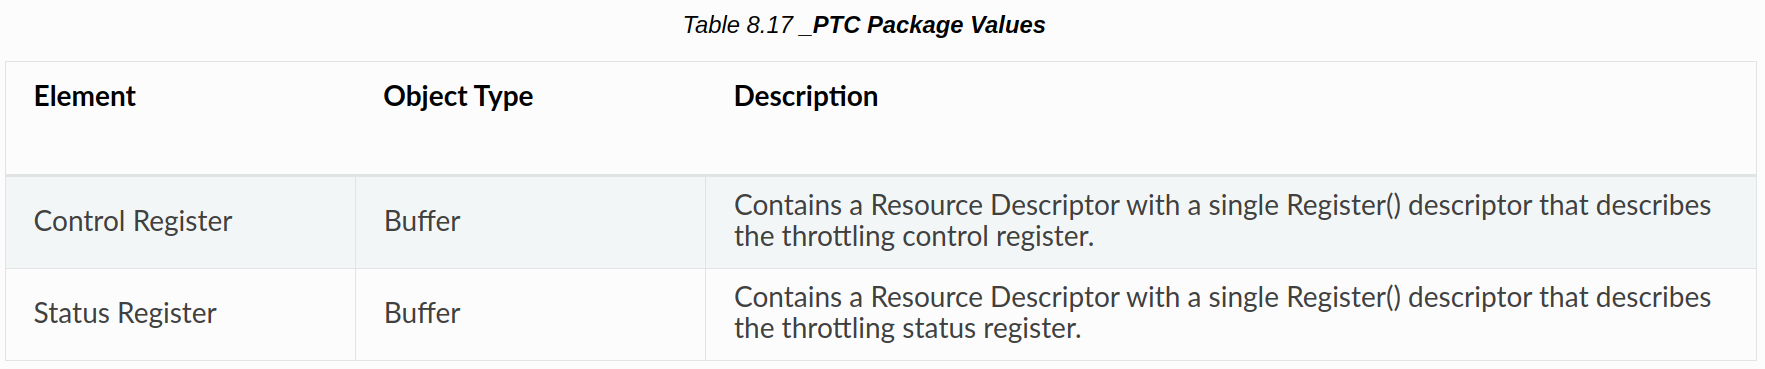 Table 8.17 _PTC Package Values
Element Object Type Description
Control Register Buffer Contains a Resource Descriptor with a single Register() descriptor that describes
the throttling control register.
Status Register Buffer Contains a Resource Descriptor with a single Register() descriptor that describes
the throttling status register.